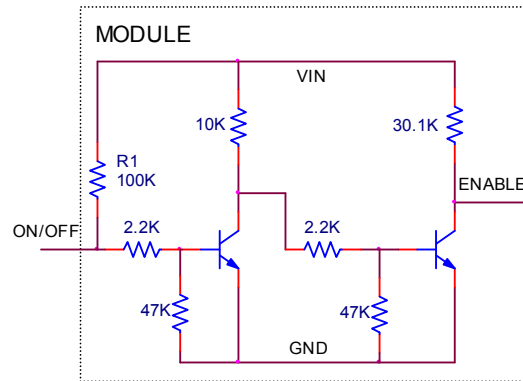 MODULE
VIN
10K
30.1K
R1
100K
ENABLE
ON/OFF
2.2K
2.2K
47K
47K
GND